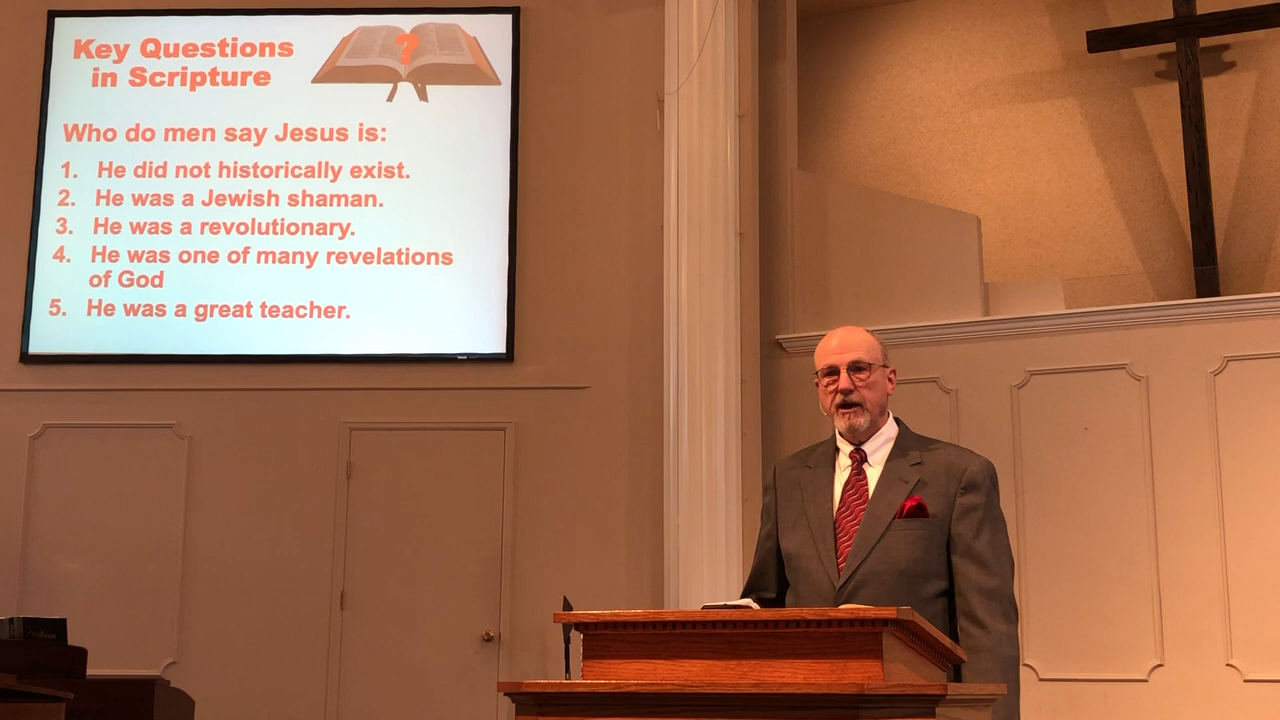 Key Questions
in Scripture
?
Who do men say Jesus is:
1. He did not historically exist.
2. He was a Jewish shaman.
3. He was a revolutionary.
4. He was one of many revelations
of God
5. He was a great teacher.